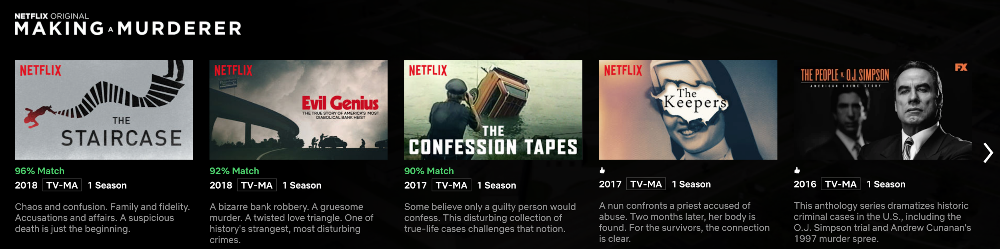 NETFLIX ORIGINAL
MAKING A MURDERER
NETFLIX
THE
STAIRCASE
96% Match
2018 TV-MA 1 Season
Chaos and confusion. Family and fidelity.
Accusations and affairs. A suspicious
death is just the beginning.
NETFLIX
Evil Genius
THE TRUE STORY OF AMERICA'S MOST
DIABOLICAL BANK HEIST
92% Match
2018 TV-MA 1 Season
A bizarre bank robbery. A gruesome
murder. A twisted love triangle. One of
history's strangest, most disturbing
crimes.
NETFLIX
THE
CONFESSION TAPES
90% Match
2017 TV-MA 1 Season
Some believe only a guilty person would
confess. This disturbing collection of
true-life cases challenges that notion.
NETFLIX
The
Keepers
2017 TV-MA 1 Season
A nun confronts a priest accused of
abuse. Two months later, her body is
found. For the survivors, the connection
is clear.
FX
THE PEOPLE v. O.J. SIMPSON
AMERICAN CRIME STORY
2016 TV-MA 1 Season
This anthology series dramatizes historic
criminal cases in the U.S., including the
O.J. Simpson trial and Andrew Cunanan's
1997 murder spree.